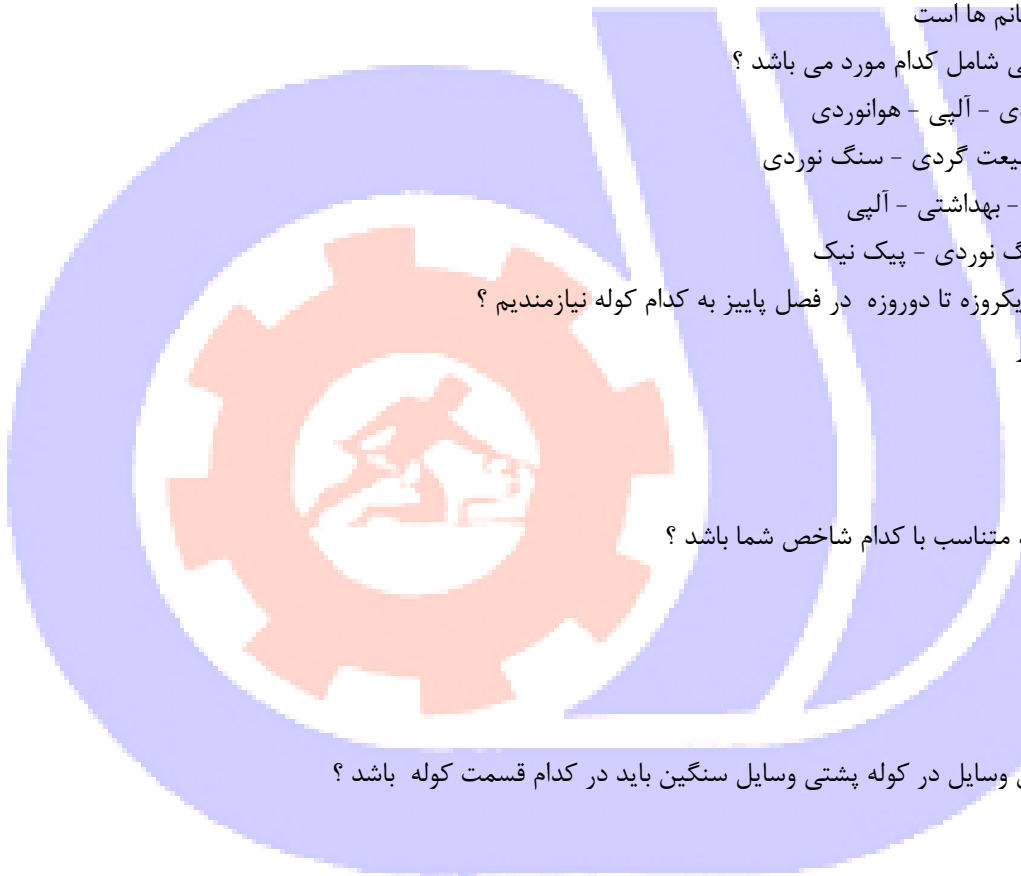 ها است
شامل کدام مورد می باشد ؟
- آلپی - هوانوردی
گردی - سنگ نوردی
- بهداشتی - آلپی
نوردی - پیک نیک
یکروزه تا دوروزه در فصل پاییز به کدام کوله نیازمندیم ؟
متناسب با کدام شاخص شما باشد ؟
وسایل در کوله پشتی وسایل سنگین باید در کدام قسمت کوله باشد ؟